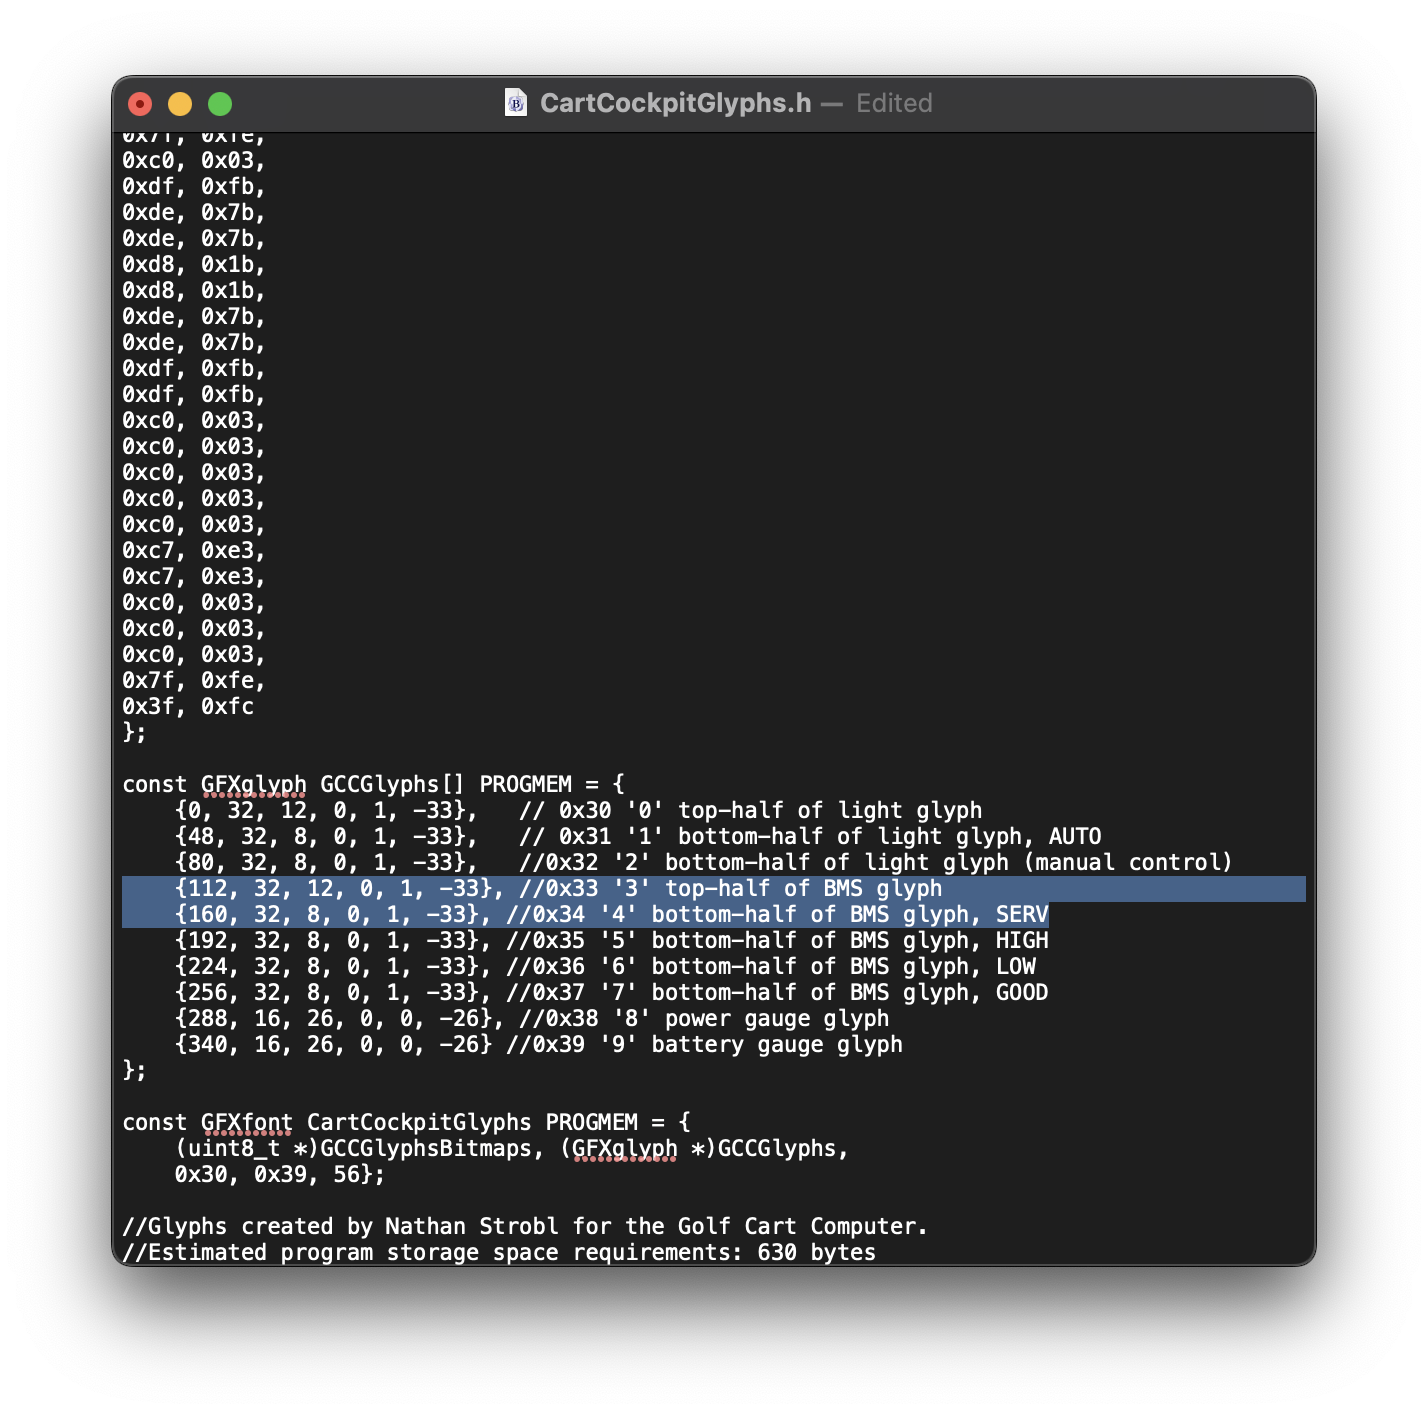 CartCockpitGlyphs.h — Edited
0x7f, 0xfe,
0xc0, 0x03,
0xdf, 0xfb,
0xde, 0x7b,
0xde, 0x7b,
0xd8, 0x1b,
0xd8, 0x1b,
0xde, 0x7b,
0xde, 0x7b,
0xdf, 0xfb,
0xdf, 0xfb,
0xc0, 0x03,
0xc0, 0x03,
0xc0, 0x03,
0xc0, 0x03,
0xc0, 0x03,
0xc7, 0xe3,
0xc7, 0xe3,
0xc0, 0x03,
0xc0, 0x03,
0xc0, 0x03,
0x7f, 0xfe,
0x3f, 0xfc
};
const GFXglyph GCCGlyphs[] PROGMEM = {
{0, 32, 12, 0, 1, -33},   // 0x30 '0' top-half of light glyph
{48, 32, 8, 0, 1, -33},   // 0x31 '1' bottom-half of light glyph, AUTO
{80, 32, 8, 0, 1, -33},   //0x32 '2' bottom-half of light glyph (manual control)
{112, 32, 12, 0, 1, -33}, //0x33 '3' top-half of BMS glyph
{160, 32, 8, 0, 1, -33}, //0x34 '4' bottom-half of BMS glyph, SERV
{192, 32, 8, 0, 1, -33}, //0x35 '5' bottom-half of BMS glyph, HIGH
{224, 32, 8, 0, 1, -33}, //0x36 '6' bottom-half of BMS glyph, LOW
{256, 32, 8, 0, 1, -33}, //0x37 '7' bottom-half of BMS glyph, GOOD
{288, 16, 26, 0, 0, -26}, //0x38 '8' power gauge glyph
{340, 16, 26, 0, 0, -26} //0x39 '9' battery gauge glyph
};
const GFXfont CartCockpitGlyphs PROGMEM = {
(uint8_t *)GCCGlyphsBitmaps, (GFXglyph *)GCCGlyphs,
0x30, 0x39, 56};
//Glyphs created by Nathan Strobl for the Golf Cart Computer.
//Estimated program storage space requirements: 630 bytes